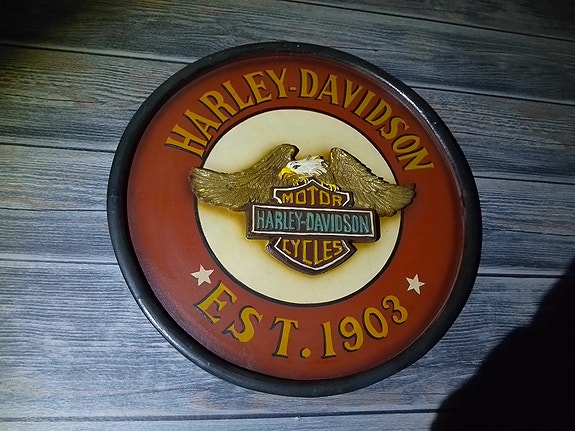 HARLEY-DAVIDSON
MOTOR
HARLEY-DAVIDSON
CYCLES
EST. 1903